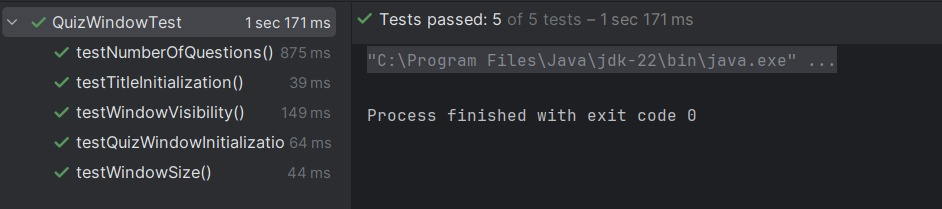 QuizWindowTest 1 sec 171 ms
testNumberOfQuestions() 875 ms
testTitleInitialization() 39 ms
testWindowVisibility() 149 ms
testQuizWindowInitializatio 64 ms
testWindowSize() 44 ms
Tests passed: 5 of 5 tests – 1 sec 171 ms
"C:\Program Files\Java\jdk-22\bin\java.exe" ...
Process finished with exit code 0